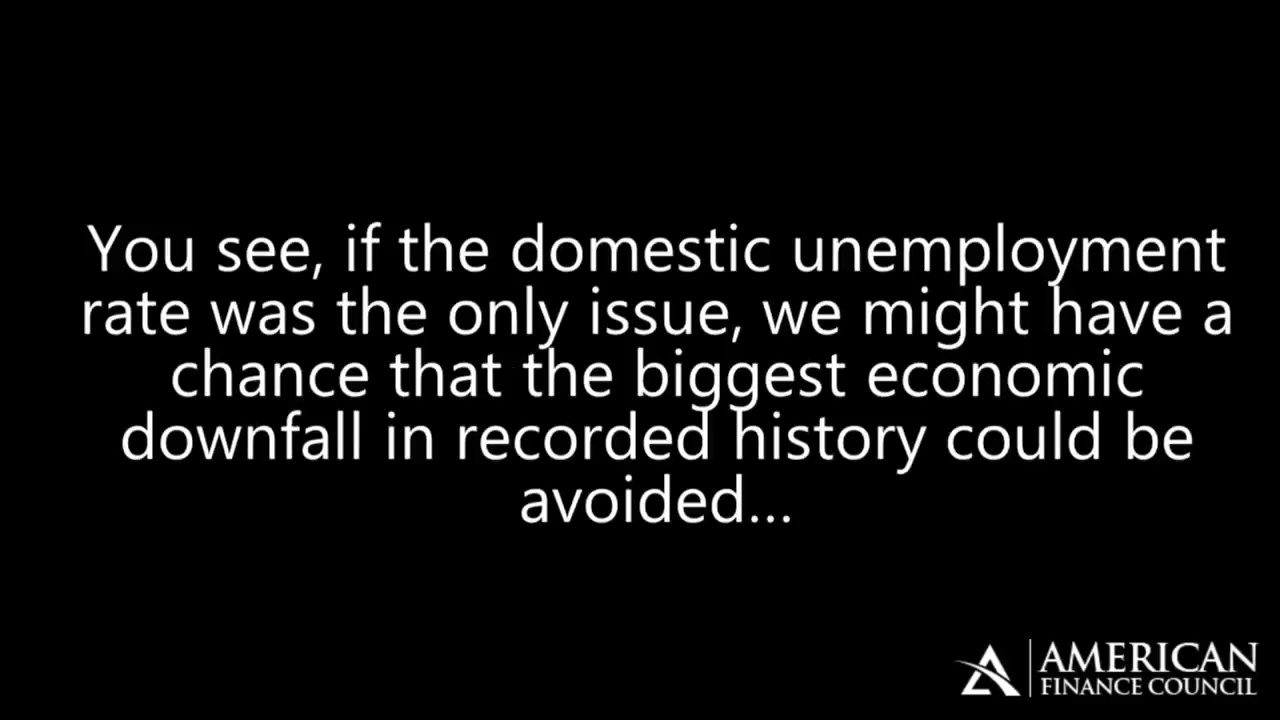 You see, if the domestic unemployment
rate was the only issue, we might have a
chance that the biggest economic
downfall in recorded history could be
avoided...
AMERICAN
FINANCE COUNCIL